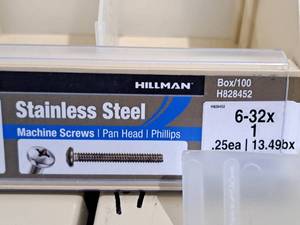 HILLMAN
Box/100
H828452
Stainless Steel
Machine Screws | Pan Head | Phillips
H828452
6-32x
1
.25ea | 13.49bx